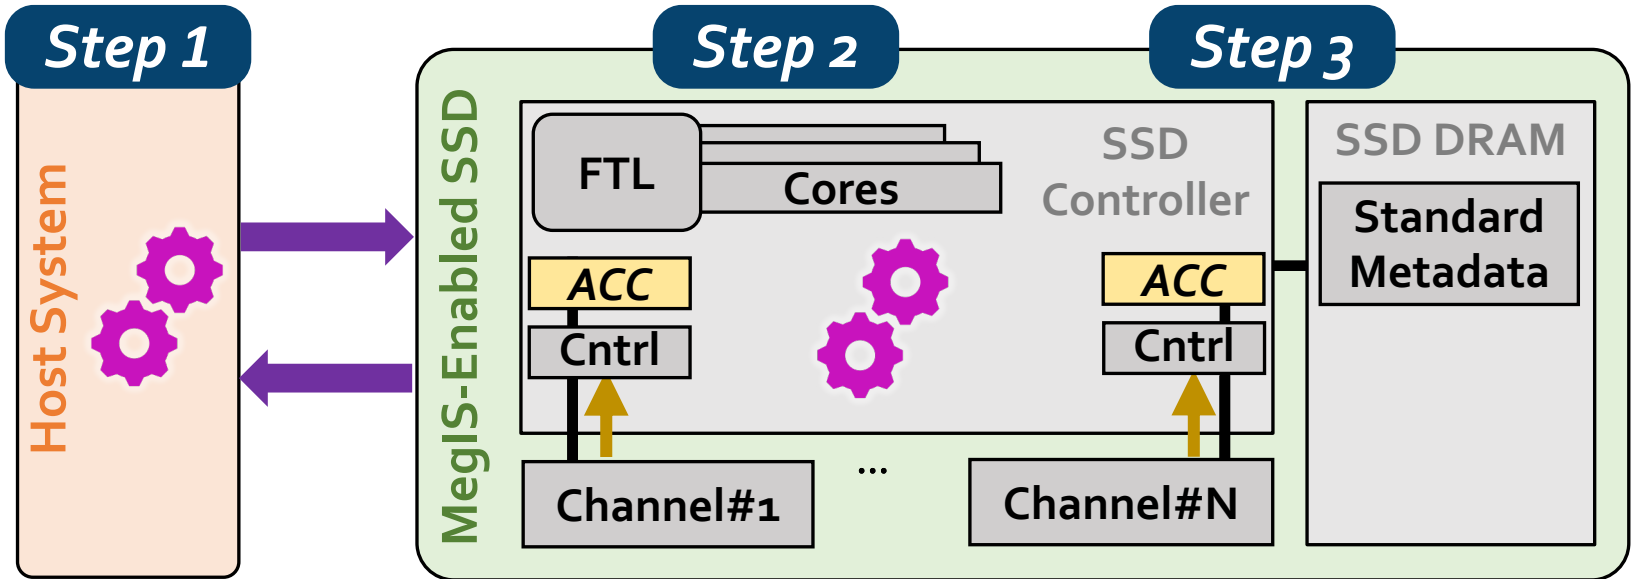 Step 1
Step 2
Step 3
Host System
MegIS-Enabled SSD
FTL
Cores
SSD
Controller
SSD DRAM
Standard
Metadata
ACC
ACC
Cntrl
Cntrl
Channel#1
...
Channel#N